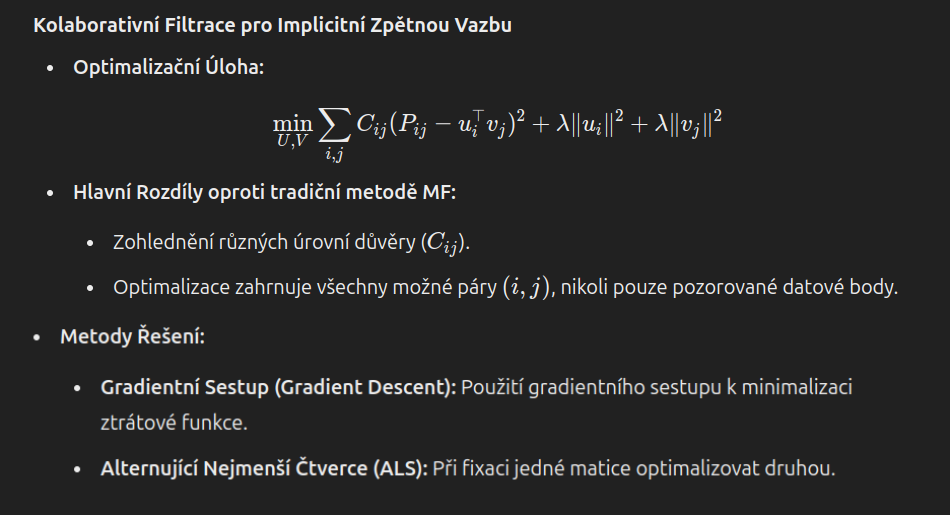 Kolaborativní Filtrace pro Implicitní Zpětnou Vazbu
• Optimalizační Úloha:
$$\min_{U,V} \sum_{i,j} C_{ij}(P_{ij} - u_i^\top v_j)^2 + \lambda\|u_i\|^2 + \lambda\|v_j\|^2$$
• Hlavní Rozdíly oproti tradiční metodě MF:
• Zohlednění různých úrovní důvěry ($C_{ij}$).
• Optimalizace zahrnuje všechny možné páry $(i, j)$, nikoli pouze pozorované datové body.
• Metody Řešení:
• Gradientní Sestup (Gradient Descent): Použití gradientního sestupu k minimalizaci
ztrátové funkce.
• Alternující Nejmenší Čtverce (ALS): Při fixaci jedné matice optimalizovat druhou.